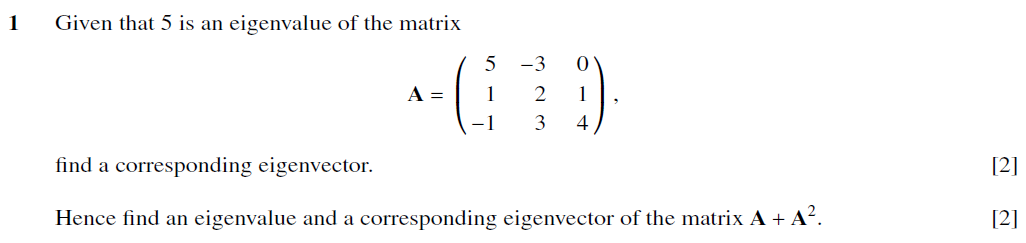 1 Given that 5 is an eigenvalue of the matrix
A = ( 5 −3 0
1 2 1
−1 3 4 ) ,
find a corresponding eigenvector. [2]
Hence find an eigenvalue and a corresponding eigenvector of the matrix A + A². [2]